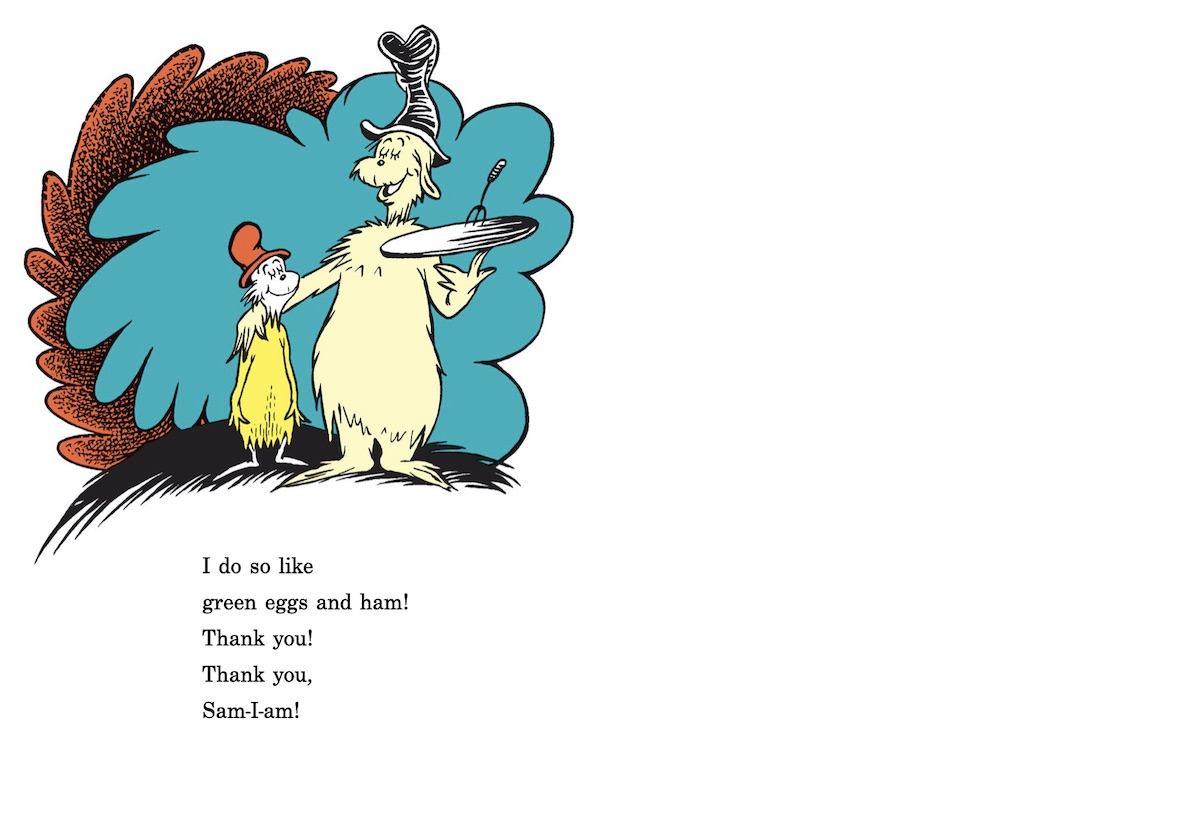 I do so like
green eggs and ham!
Thank you!
Thank you,
Sam-I-am!